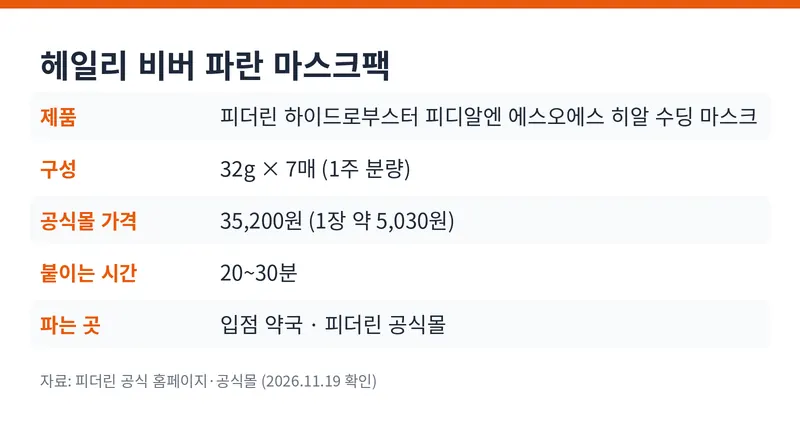 헤일리 비버 파란 마스크팩
제품 피더린 하이드로부스터 피디알엔 에스오에스 히알 수딩 마스크
구성 32g × 7매 (1주 분량)
공식몰 가격 35,200원 (1장 약 5,030원)
붙이는 시간 20~30분
파는 곳 입점 약국 · 피더린 공식몰
자료: 피더린 공식 홈페이지·공식몰 (2026.11.19 확인)